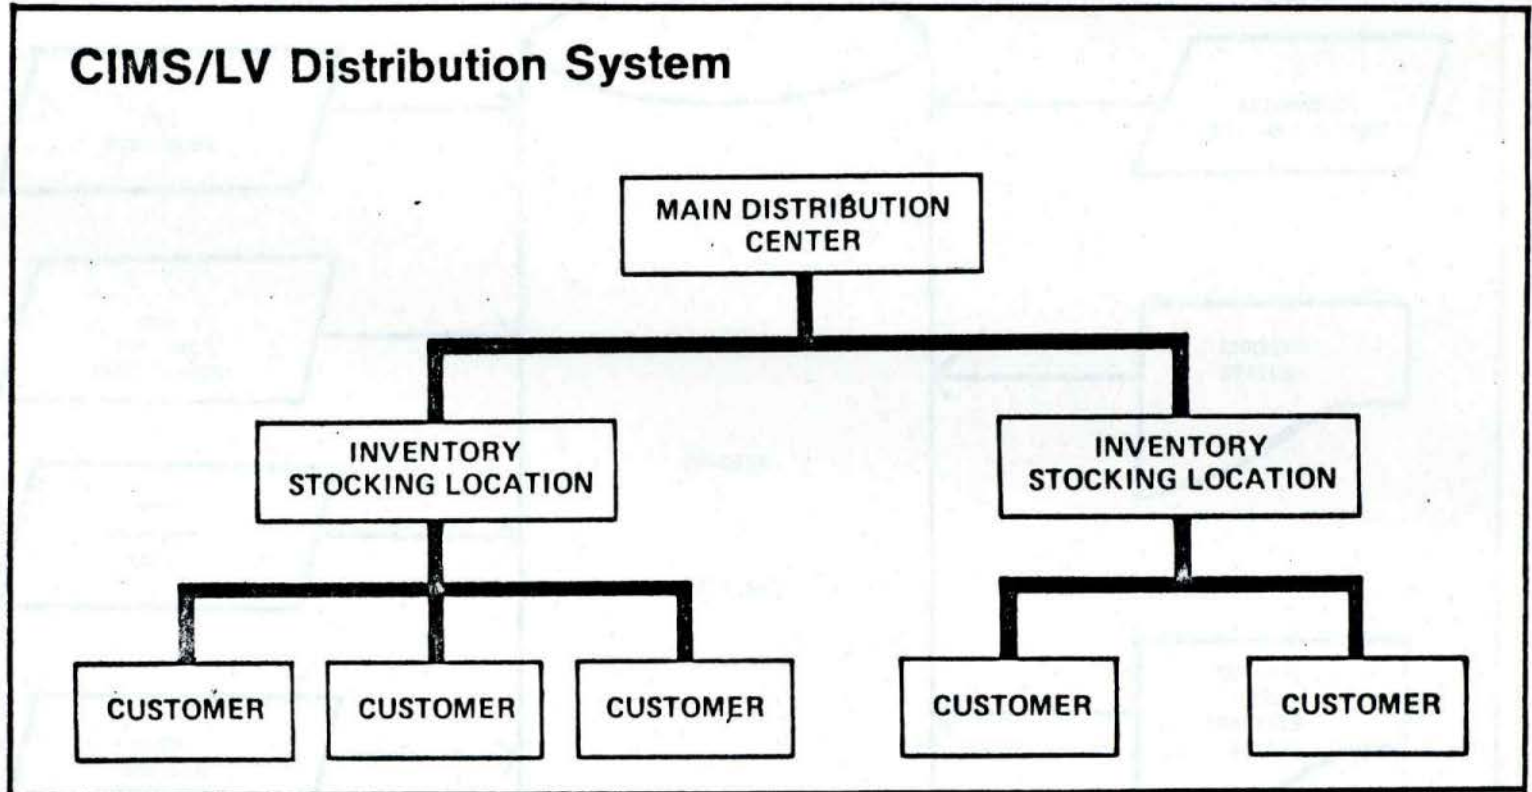 CIMS/LV Distribution System
MAIN DISTRIBUTION
CENTER
INVENTORY
STOCKING LOCATION
INVENTORY
STOCKING LOCATION
CUSTOMER
CUSTOMER
CUSTOMER
CUSTOMER
CUSTOMER